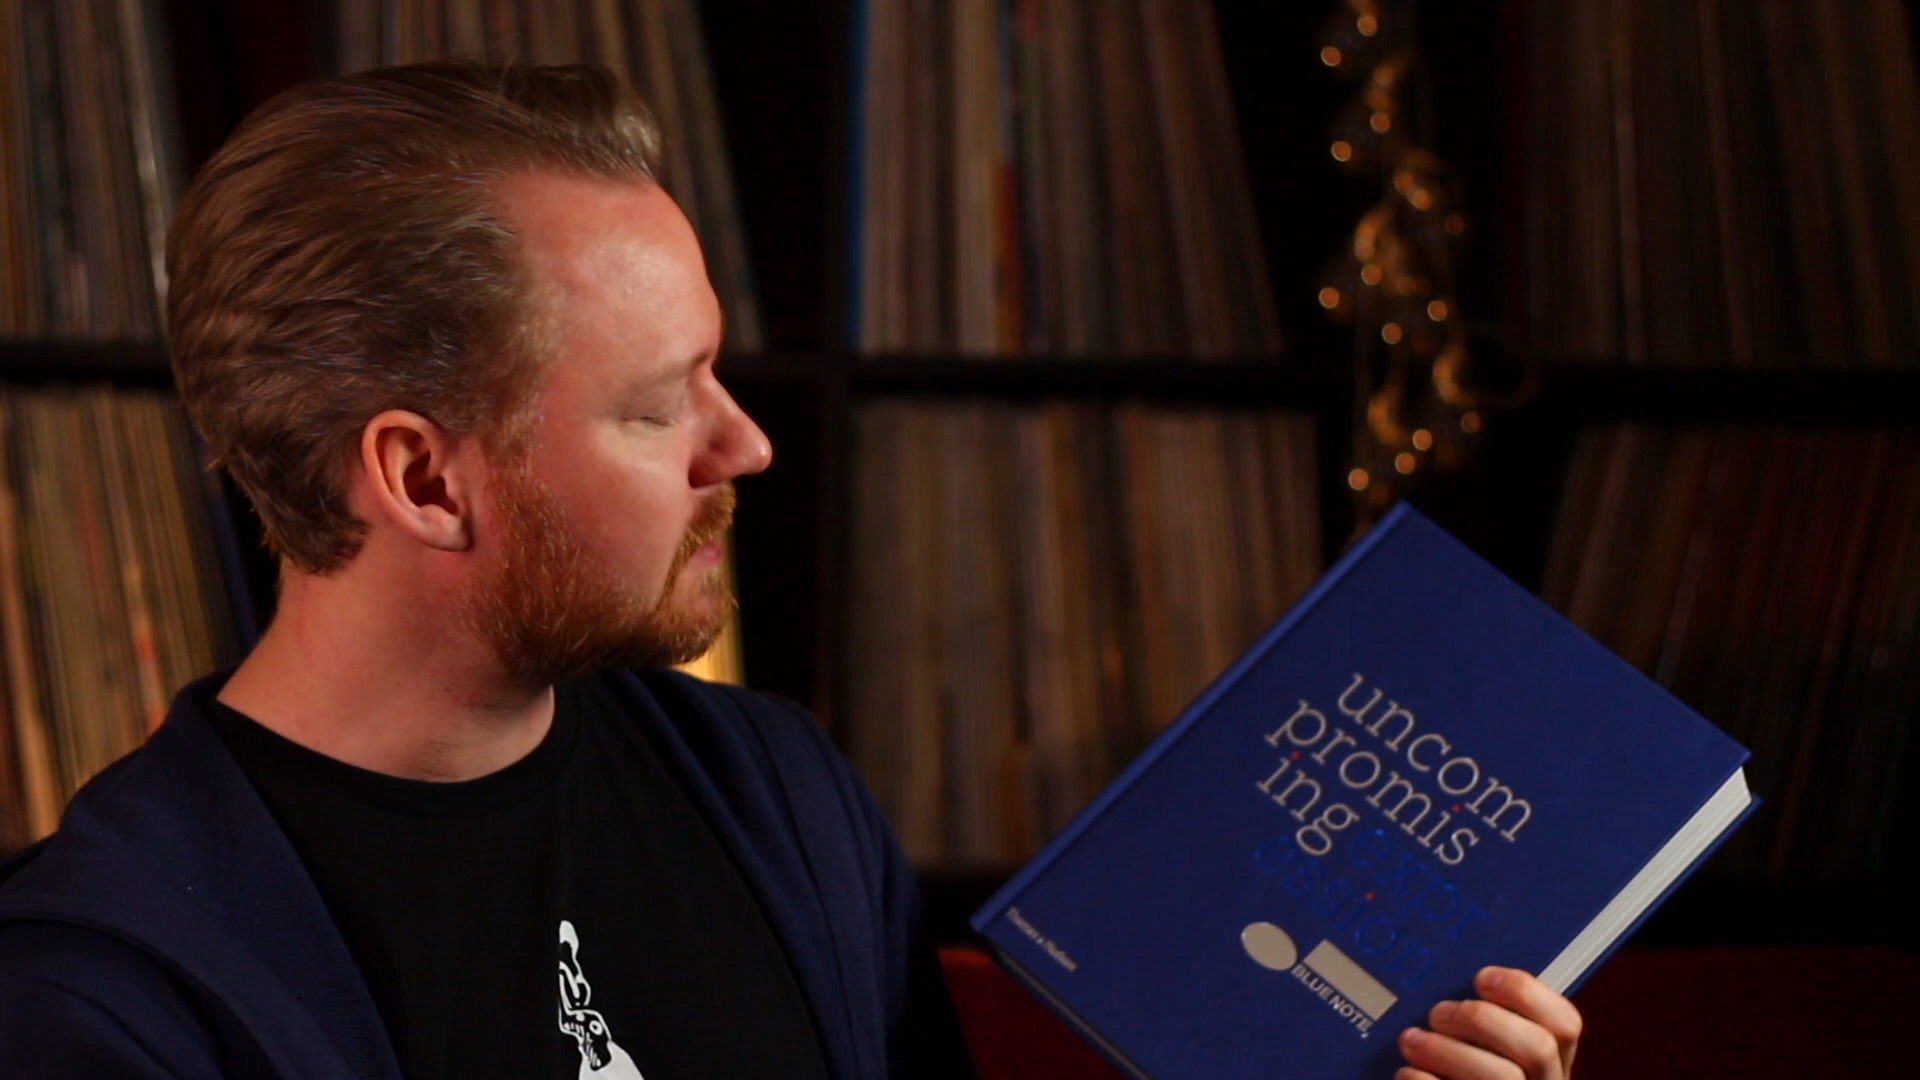 uncom
promis
ing expr
ession
BLUE NOTE
Thames & Hudson